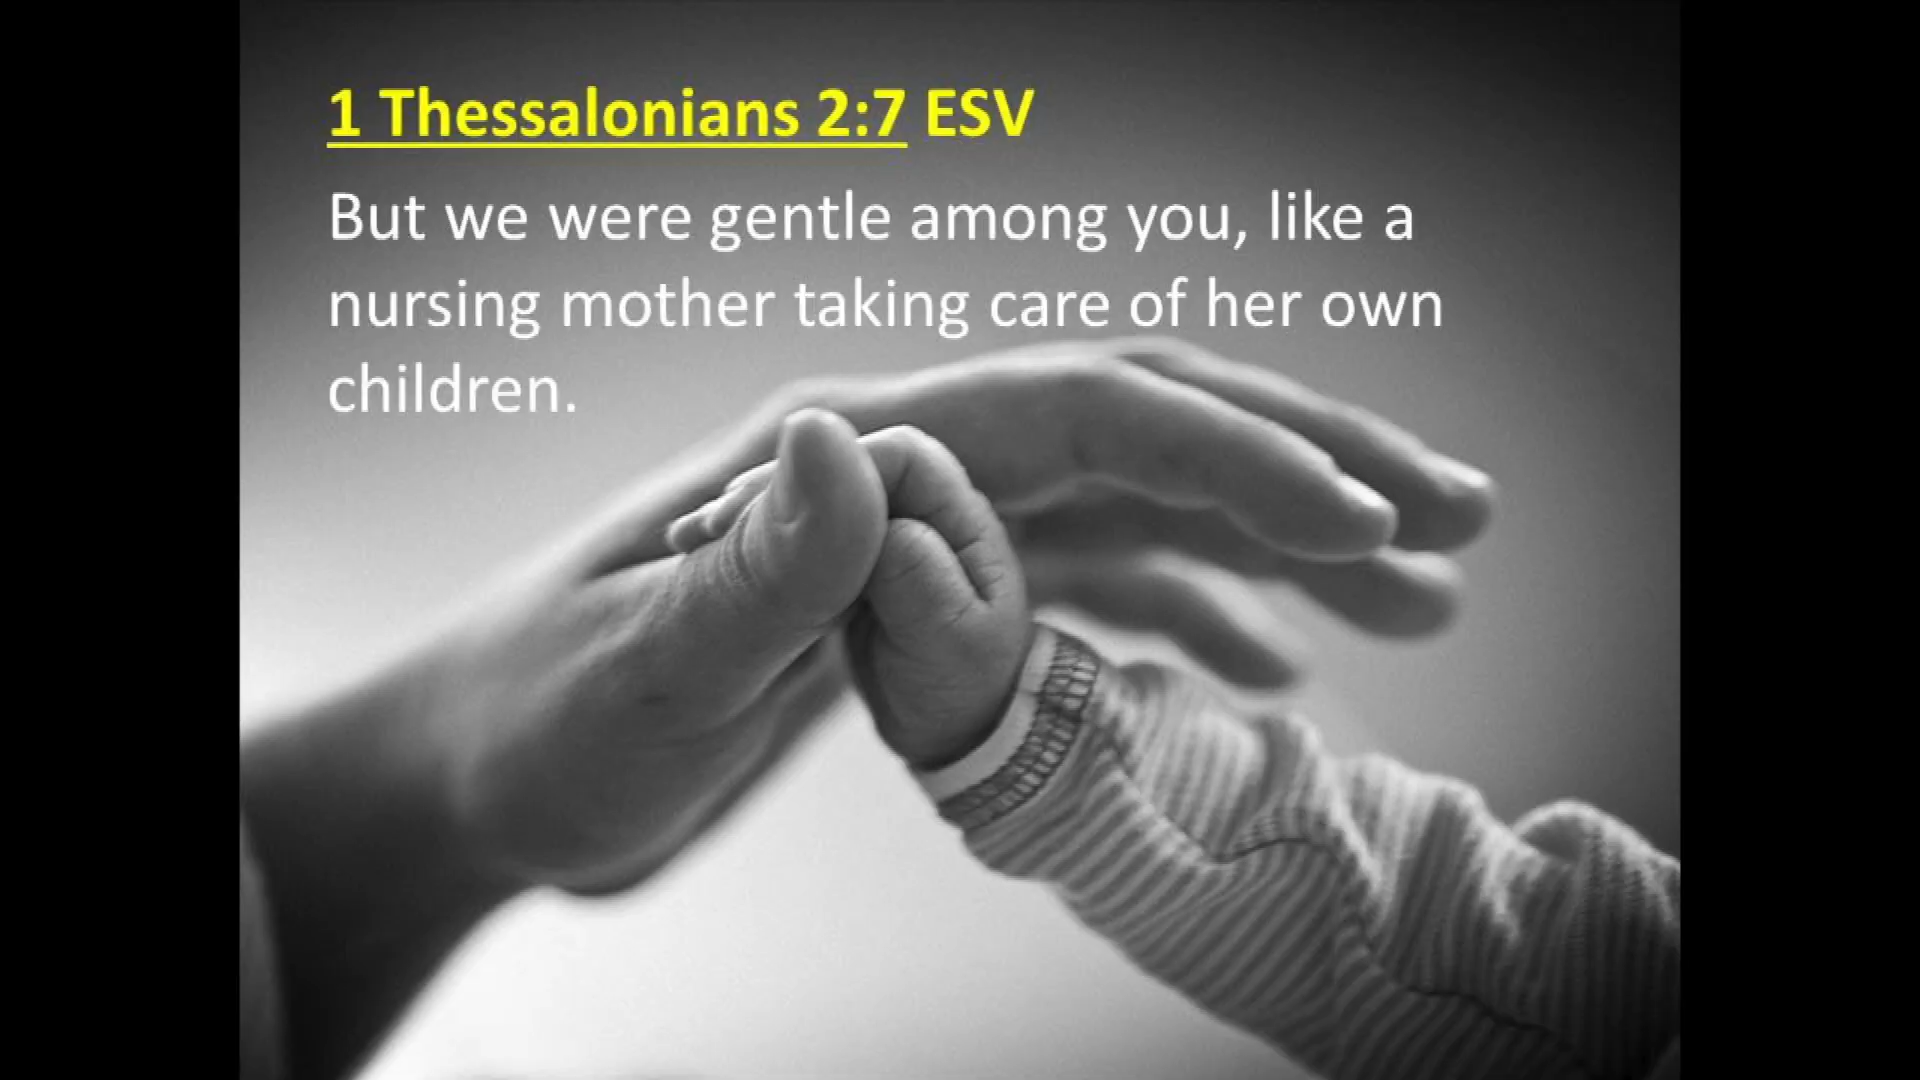 1 Thessalonians 2:7 ESV
But we were gentle among you, like a
nursing mother taking care of her own
children.